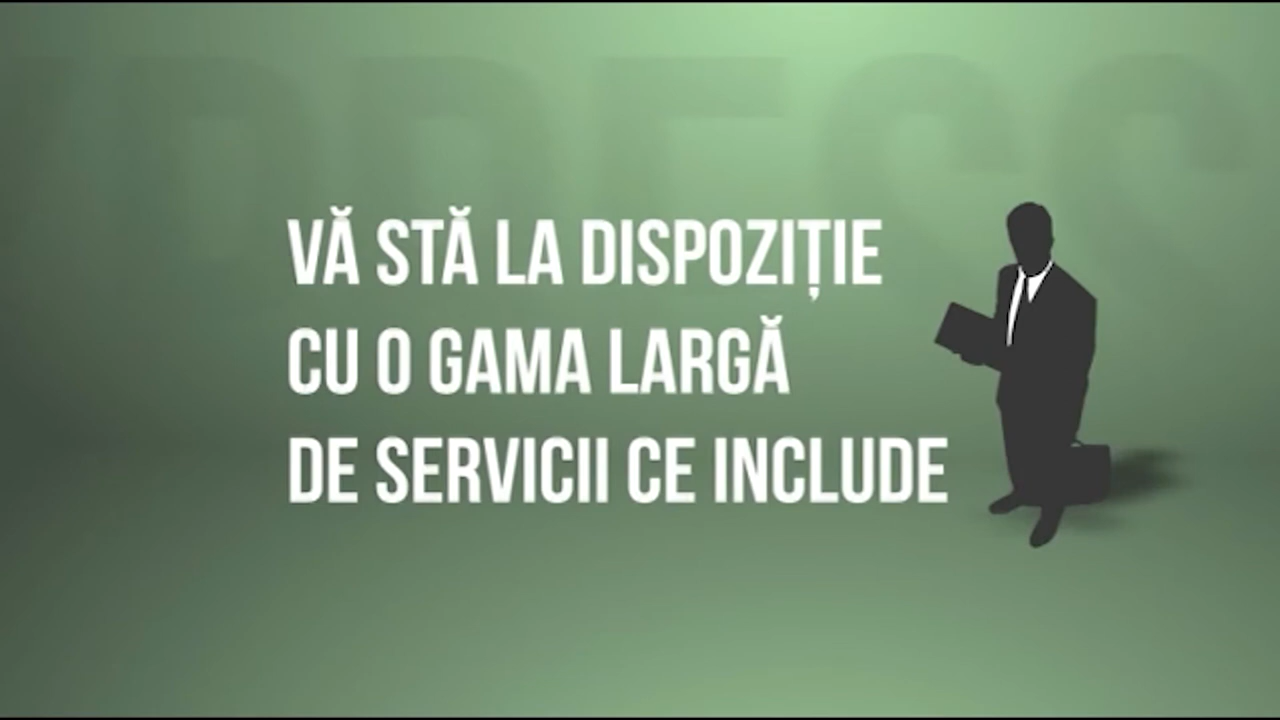 VĂ STĂ LA DISPOZIȚIE
CU O GAMA LARGĂ
DE SERVICII CE INCLUDE